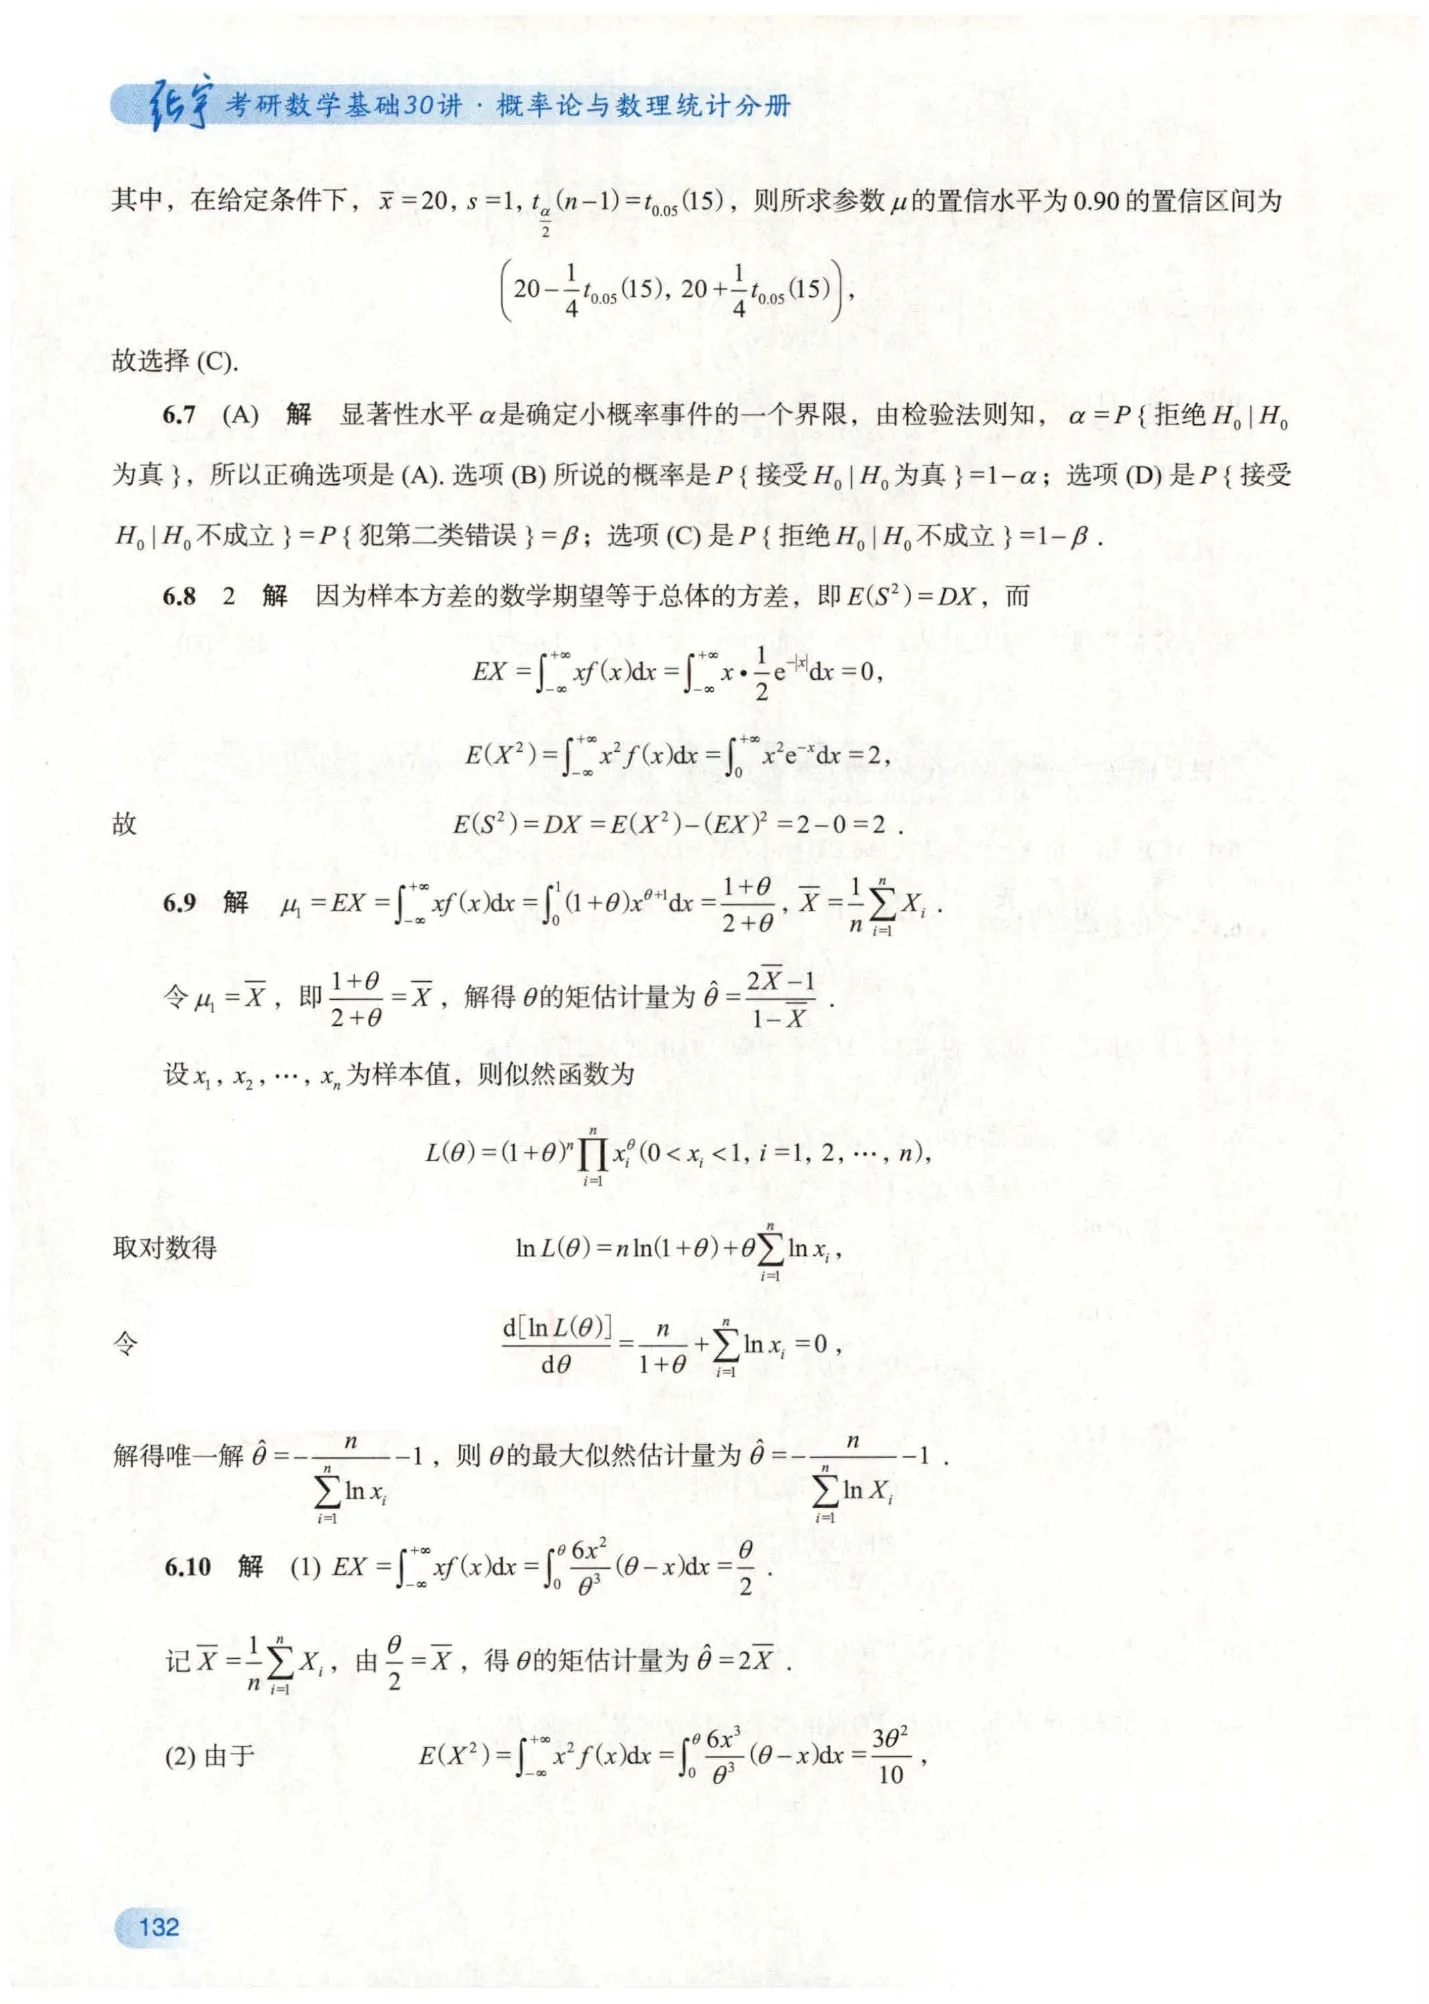 张宇 考研数学基础30讲·概率论与数理统计分册
其中，在给定条件下，$\overline{x}=20, s=1, t_{\frac{\alpha}{2}}(n-1)=t_{0.05}(15)$，则所求参数$\mu$的置信水平为0.90的置信区间为
$\left(20-\frac{1}{4}t_{0.05}(15), 20+\frac{1}{4}t_{0.05}(15)\right)$,
故选择 (C).
6.7 (A) 解 显著性水平$\alpha$是确定小概率事件的一个界限，由检验法则知，$\alpha=P\{$拒绝$H_0|H_0$
为真$\}$，所以正确选项是 (A). 选项 (B) 所说的概率是$P\{$接受$H_0|H_0$为真$\}=1-\alpha$；选项 (D) 是$P\{$接受
$H_0|H_0$不成立$\}=P\{$犯第二类错误$\}=\beta$；选项 (C) 是$P\{$拒绝$H_0|H_0$不成立$\}=1-\beta$.
6.8 2 解 因为样本方差的数学期望等于总体的方差，即$E(S^2)=DX$，而
$EX=\int_{-\infty}^{+\infty}xf(x)dx=\int_{-\infty}^{+\infty}x\cdot\frac{1}{2}e^{-|x|}dx=0$,
$E(X^2)=\int_{-\infty}^{+\infty}x^2f(x)dx=\int_{0}^{+\infty}x^2e^{-x}dx=2$,
故 $E(S^2)=DX=E(X^2)-(EX)^2=2-0=2$.
6.9 解 $\mu_1=EX=\int_{-\infty}^{+\infty}xf(x)dx=\int_{0}^{1}(1+\theta)x^{\theta+1}dx=\frac{1+\theta}{2+\theta}, \overline{X}=\frac{1}{n}\sum_{i=1}^{n}X_i$.
令$\mu_1=\overline{X}$，即$\frac{1+\theta}{2+\theta}=\overline{X}$，解得$\theta$的矩估计量为$\hat{\theta}=\frac{2\overline{X}-1}{1-\overline{X}}$.
设$x_1, x_2, \cdots, x_n$为样本值，则似然函数为
$L(\theta)=(1+\theta)^n\prod_{i=1}^{n}x_i^{\theta}(0<x_i<1, i=1, 2, \cdots, n)$,
取对数得 $\ln L(\theta)=n\ln(1+\theta)+\theta\sum_{i=1}^{n}\ln x_i$,
令 $\frac{d[\ln L(\theta)]}{d\theta}=\frac{n}{1+\theta}+\sum_{i=1}^{n}\ln x_i=0$,
解得唯一解$\hat{\theta}=-\frac{n}{\sum_{i=1}^{n}\ln x_i}-1$，则$\theta$的最大似然估计量为$\hat{\theta}=-\frac{n}{\sum_{i=1}^{n}\ln X_i}-1$.
6.10 解 (1) $EX=\int_{-\infty}^{+\infty}xf(x)dx=\int_{0}^{\theta}\frac{6x^2}{\theta^3}(\theta-x)dx=\frac{\theta}{2}$.
记$\overline{X}=\frac{1}{n}\sum_{i=1}^{n}X_i$，由$\frac{\theta}{2}=\overline{X}$，得$\theta$的矩估计量为$\hat{\theta}=2\overline{X}$.
(2) 由于 $E(X^2)=\int_{-\infty}^{+\infty}x^2f(x)dx=\int_{0}^{\theta}\frac{6x^3}{\theta^3}(\theta-x)dx=\frac{3\theta^2}{10}$,
132